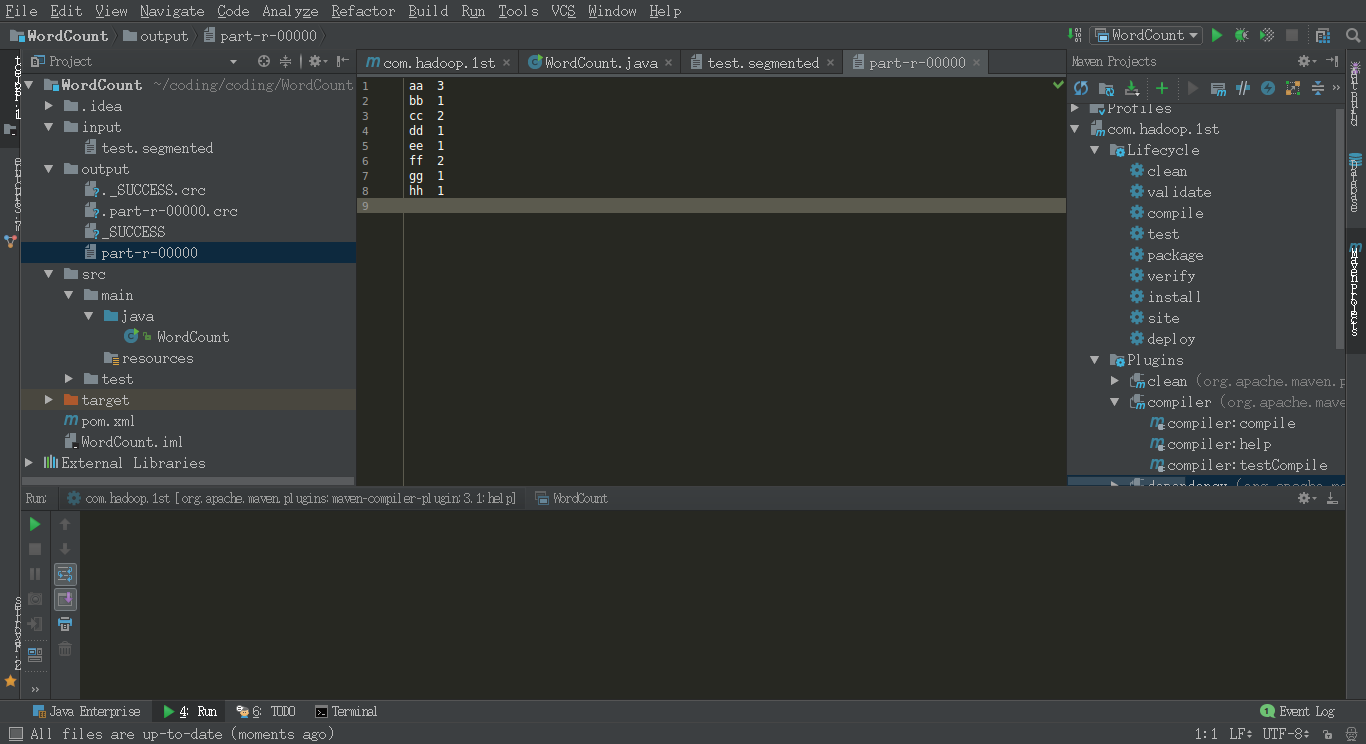 File Edit View Navigate Code Analyze Refactor Build Run Tools VCS Window Help
WordCount output part-r-00000
WordCount
Project
com.hadoop.1st WordCount.java test.segmented part-r-00000
Maven Projects
WordCount ~/coding/coding/WordCount
.idea
input
test.segmented
output
._SUCCESS.crc
.part-r-00000.crc
_SUCCESS
part-r-00000
src
main
java
WordCount
resources
test
target
pom.xml
WordCount.iml
External Libraries
1 aa 3
2 bb 1
3 cc 2
4 dd 1
5 ee 1
6 ff 2
7 gg 1
8 hh 1
9
Profiles
com.hadoop.1st
Lifecycle
clean
validate
compile
test
package
verify
install
site
deploy
Plugins
clean (org.apache.maven.p
compiler (org.apache.mave
compiler:compile
compiler:help
compiler:testCompile
dependency (org.apache.mave
Ant Build
Database
Maven Projects
Run: com.hadoop.1st [org.apache.maven.plugins:maven-compiler-plugin:3.1:help] WordCount
Java Enterprise 4: Run 6: TODO Terminal
1 Event Log
All files are up-to-date (moments ago)
1:1 LF UTF-8